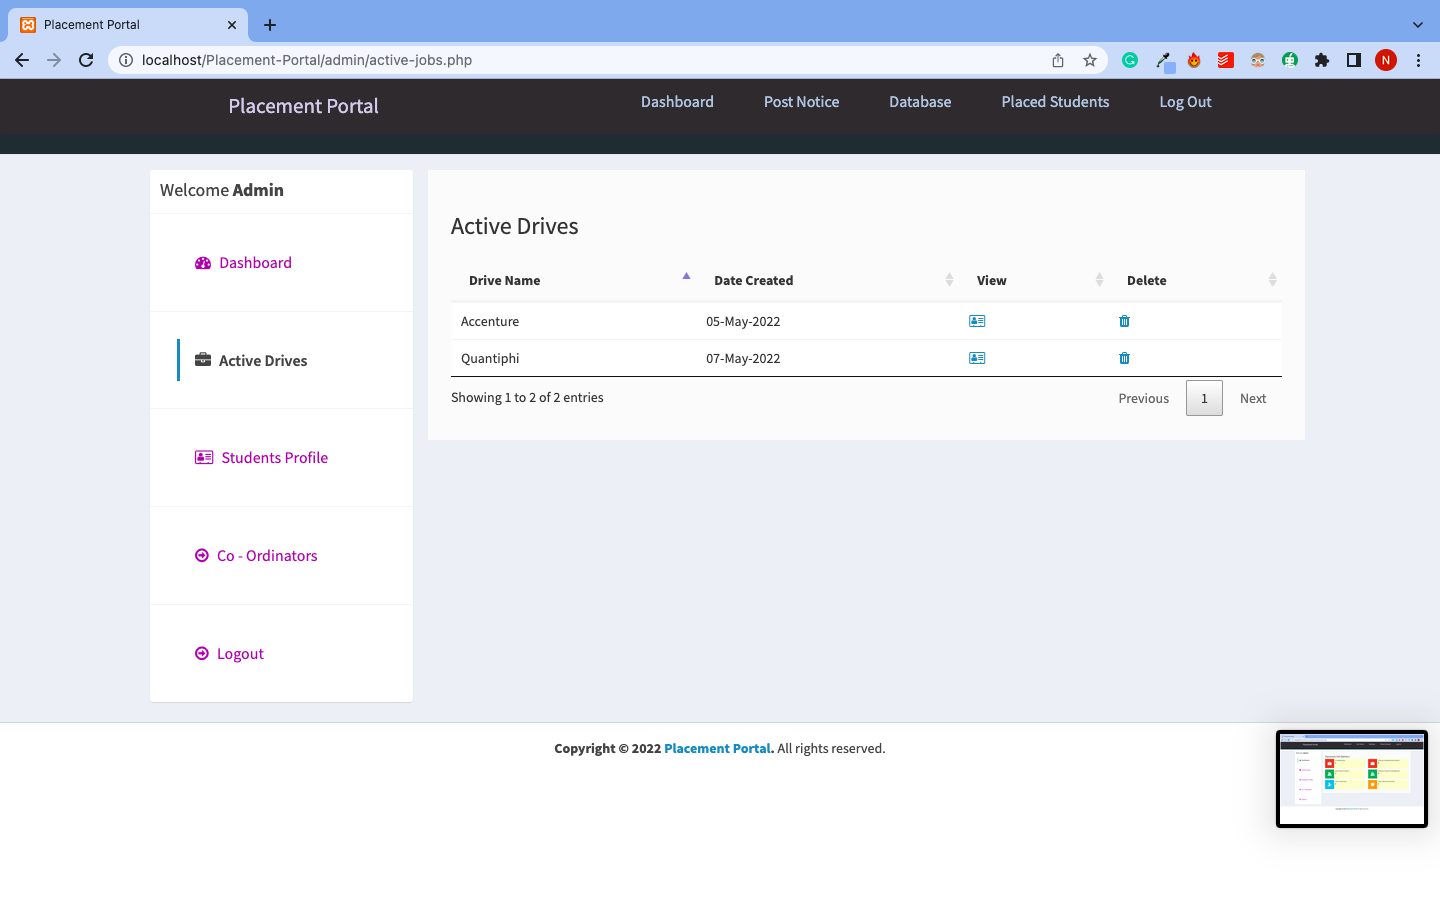 Placement Portal
localhost/Placement-Portal/admin/active-jobs.php
N
Placement Portal
Dashboard
Post Notice
Database
Placed Students
Log Out
Welcome Admin
Dashboard
Active Drives
Students Profile
Co - Ordinators
Logout
Active Drives
Drive Name Date Created View Delete
Accenture 05-May-2022
Quantiphi 07-May-2022
Showing 1 to 2 of 2 entries
Previous 1 Next
Copyright © 2022 Placement Portal. All rights reserved.